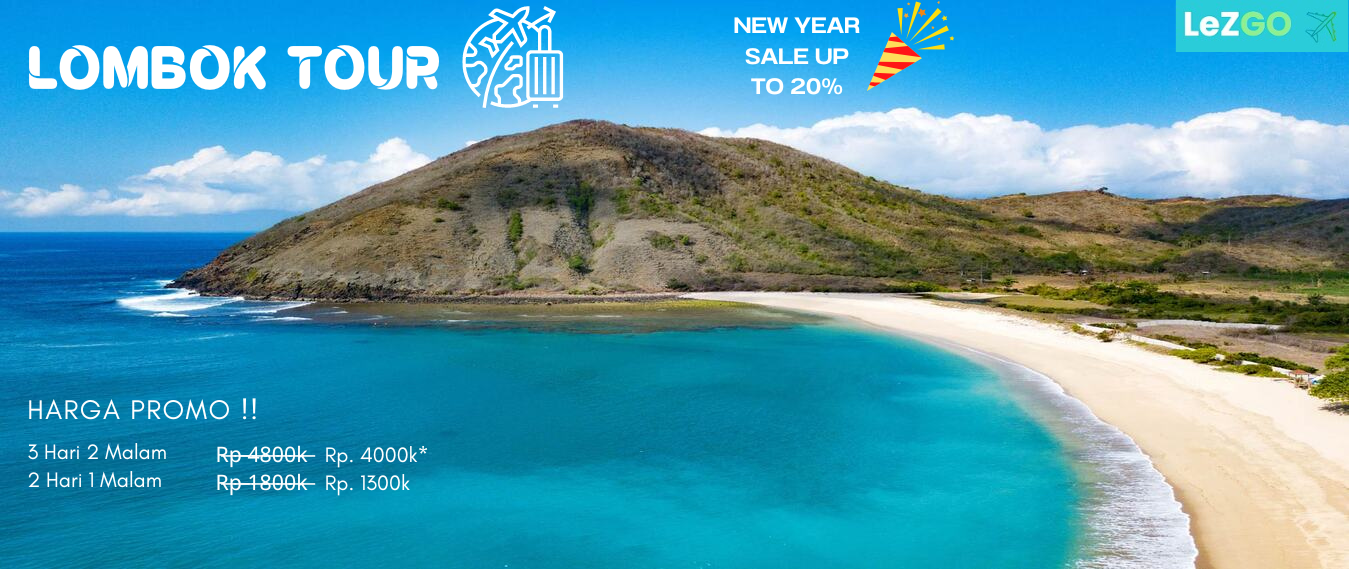 LOMBOK TOUR
NEW YEAR
SALE UP
TO 20%
LeZGO
HARGA PROMO !!
3 Hari 2 Malam Rp 4800k Rp. 4000k*
2 Hari 1 Malam Rp 1800k Rp. 1300k